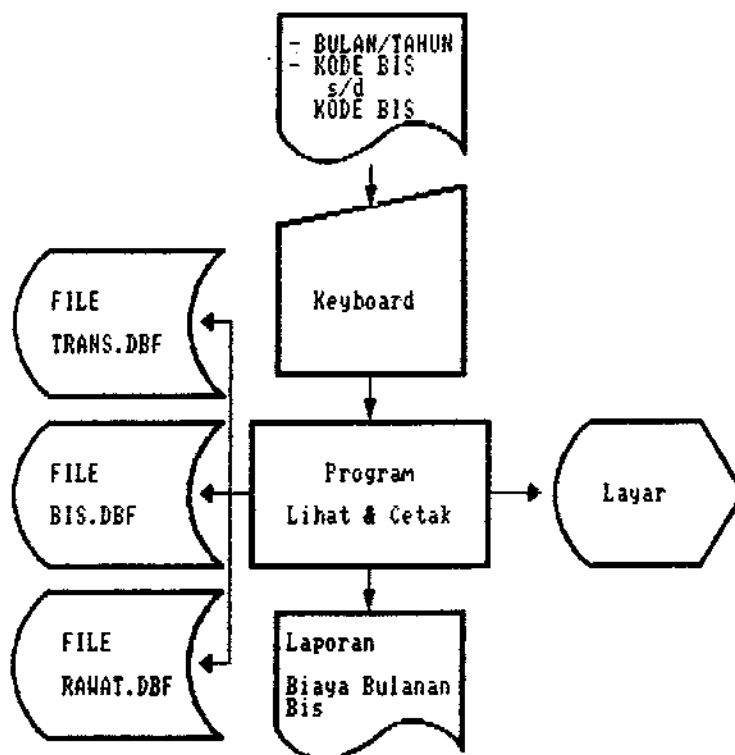 - BULAN/TAHUN
- KODE BIS
s/d
KODE BIS
Keyboard
FILE
TRANS.DBF
FILE
BIS.DBF
Program
Lihat & Cetak
Layar
FILE
RAWAT.DBF
Laporan
Biaya Bulanan
Bis